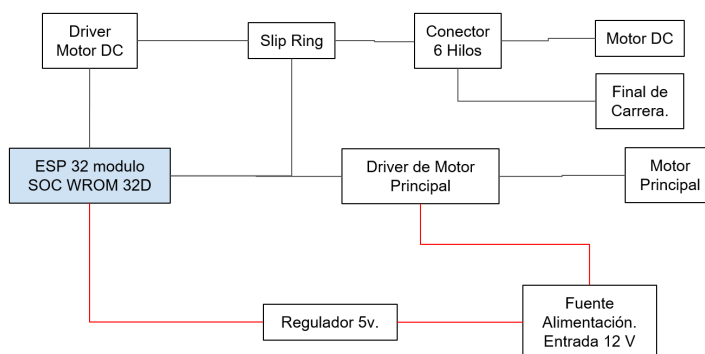 Driver
Motor DC
Slip Ring
Conector
6 Hilos
Motor DC
Final de
Carrera.
ESP 32 modulo
SOC WROM 32D
Driver de Motor
Principal
Motor
Principal
Regulador 5v.
Fuente
Alimentación.
Entrada 12 V